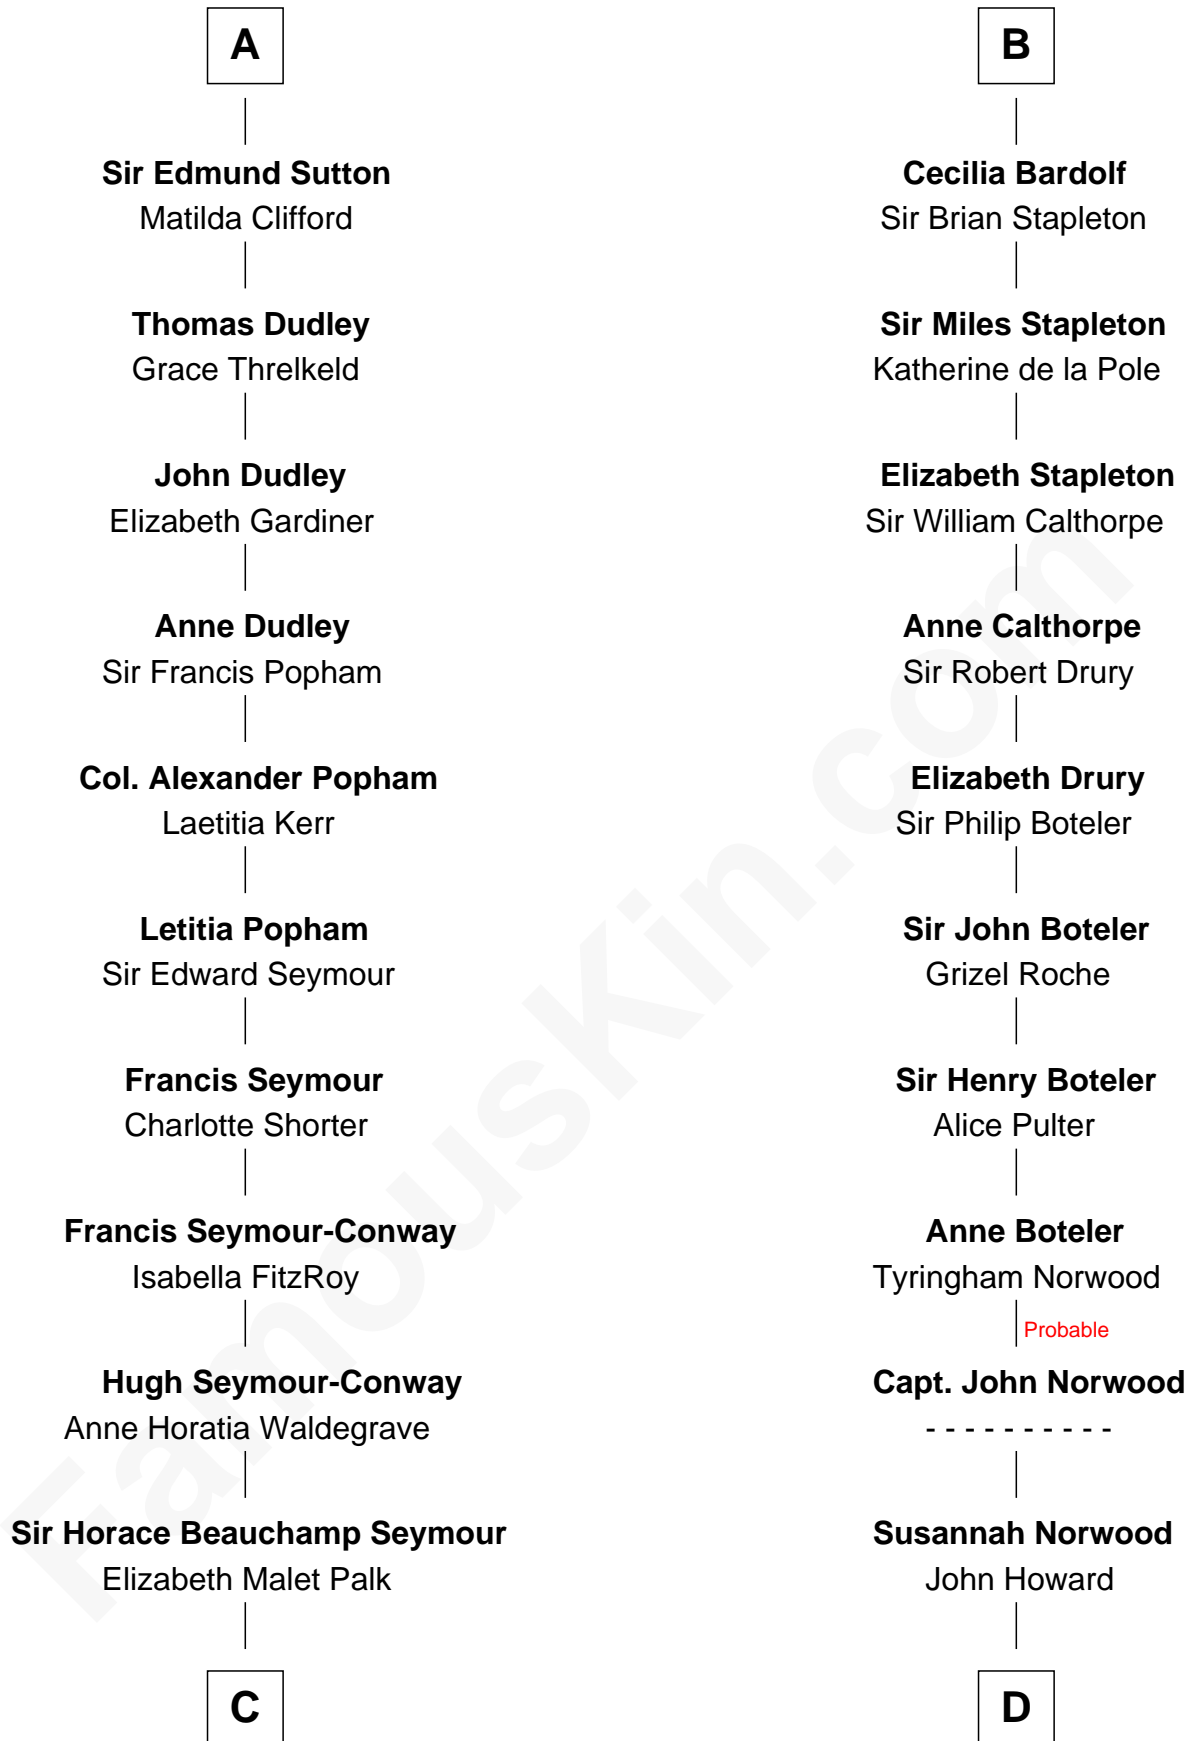 A
Sir Edmund Sutton
Matilda Clifford
Thomas Dudley
Grace Threlkeld
John Dudley
Elizabeth Gardiner
Anne Dudley
Sir Francis Popham
Col. Alexander Popham
Laetitia Kerr
Letitia Popham
Sir Edward Seymour
Francis Seymour
Charlotte Shorter
Francis Seymour-Conway
Isabella FitzRoy
Hugh Seymour-Conway
Anne Horatia Waldegrave
Sir Horace Beauchamp Seymour
Elizabeth Malet Palk
C
B
Cecilia Bardolf
Sir Brian Stapleton
Sir Miles Stapleton
Katherine de la Pole
Elizabeth Stapleton
Sir William Calthorpe
Anne Calthorpe
Sir Robert Drury
Elizabeth Drury
Sir Philip Boteler
Sir John Boteler
Grizel Roche
Sir Henry Boteler
Alice Pulter
Anne Boteler
Tyringham Norwood
Probable
Capt. John Norwood
- - - - - - - - - -
Susannah Norwood
John Howard
D
FamousKin.com